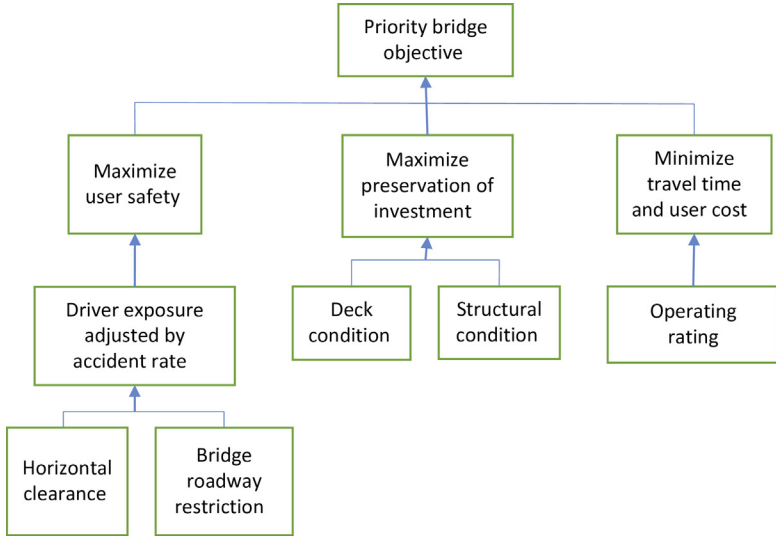 Priority bridge
objective
Maximize
user safety
Maximize
preservation of
investment
Minimize
travel time
and user cost
Driver exposure
adjusted by
accident rate
Deck
condition
Structural
condition
Operating
rating
Horizontal
clearance
Bridge
roadway
restriction